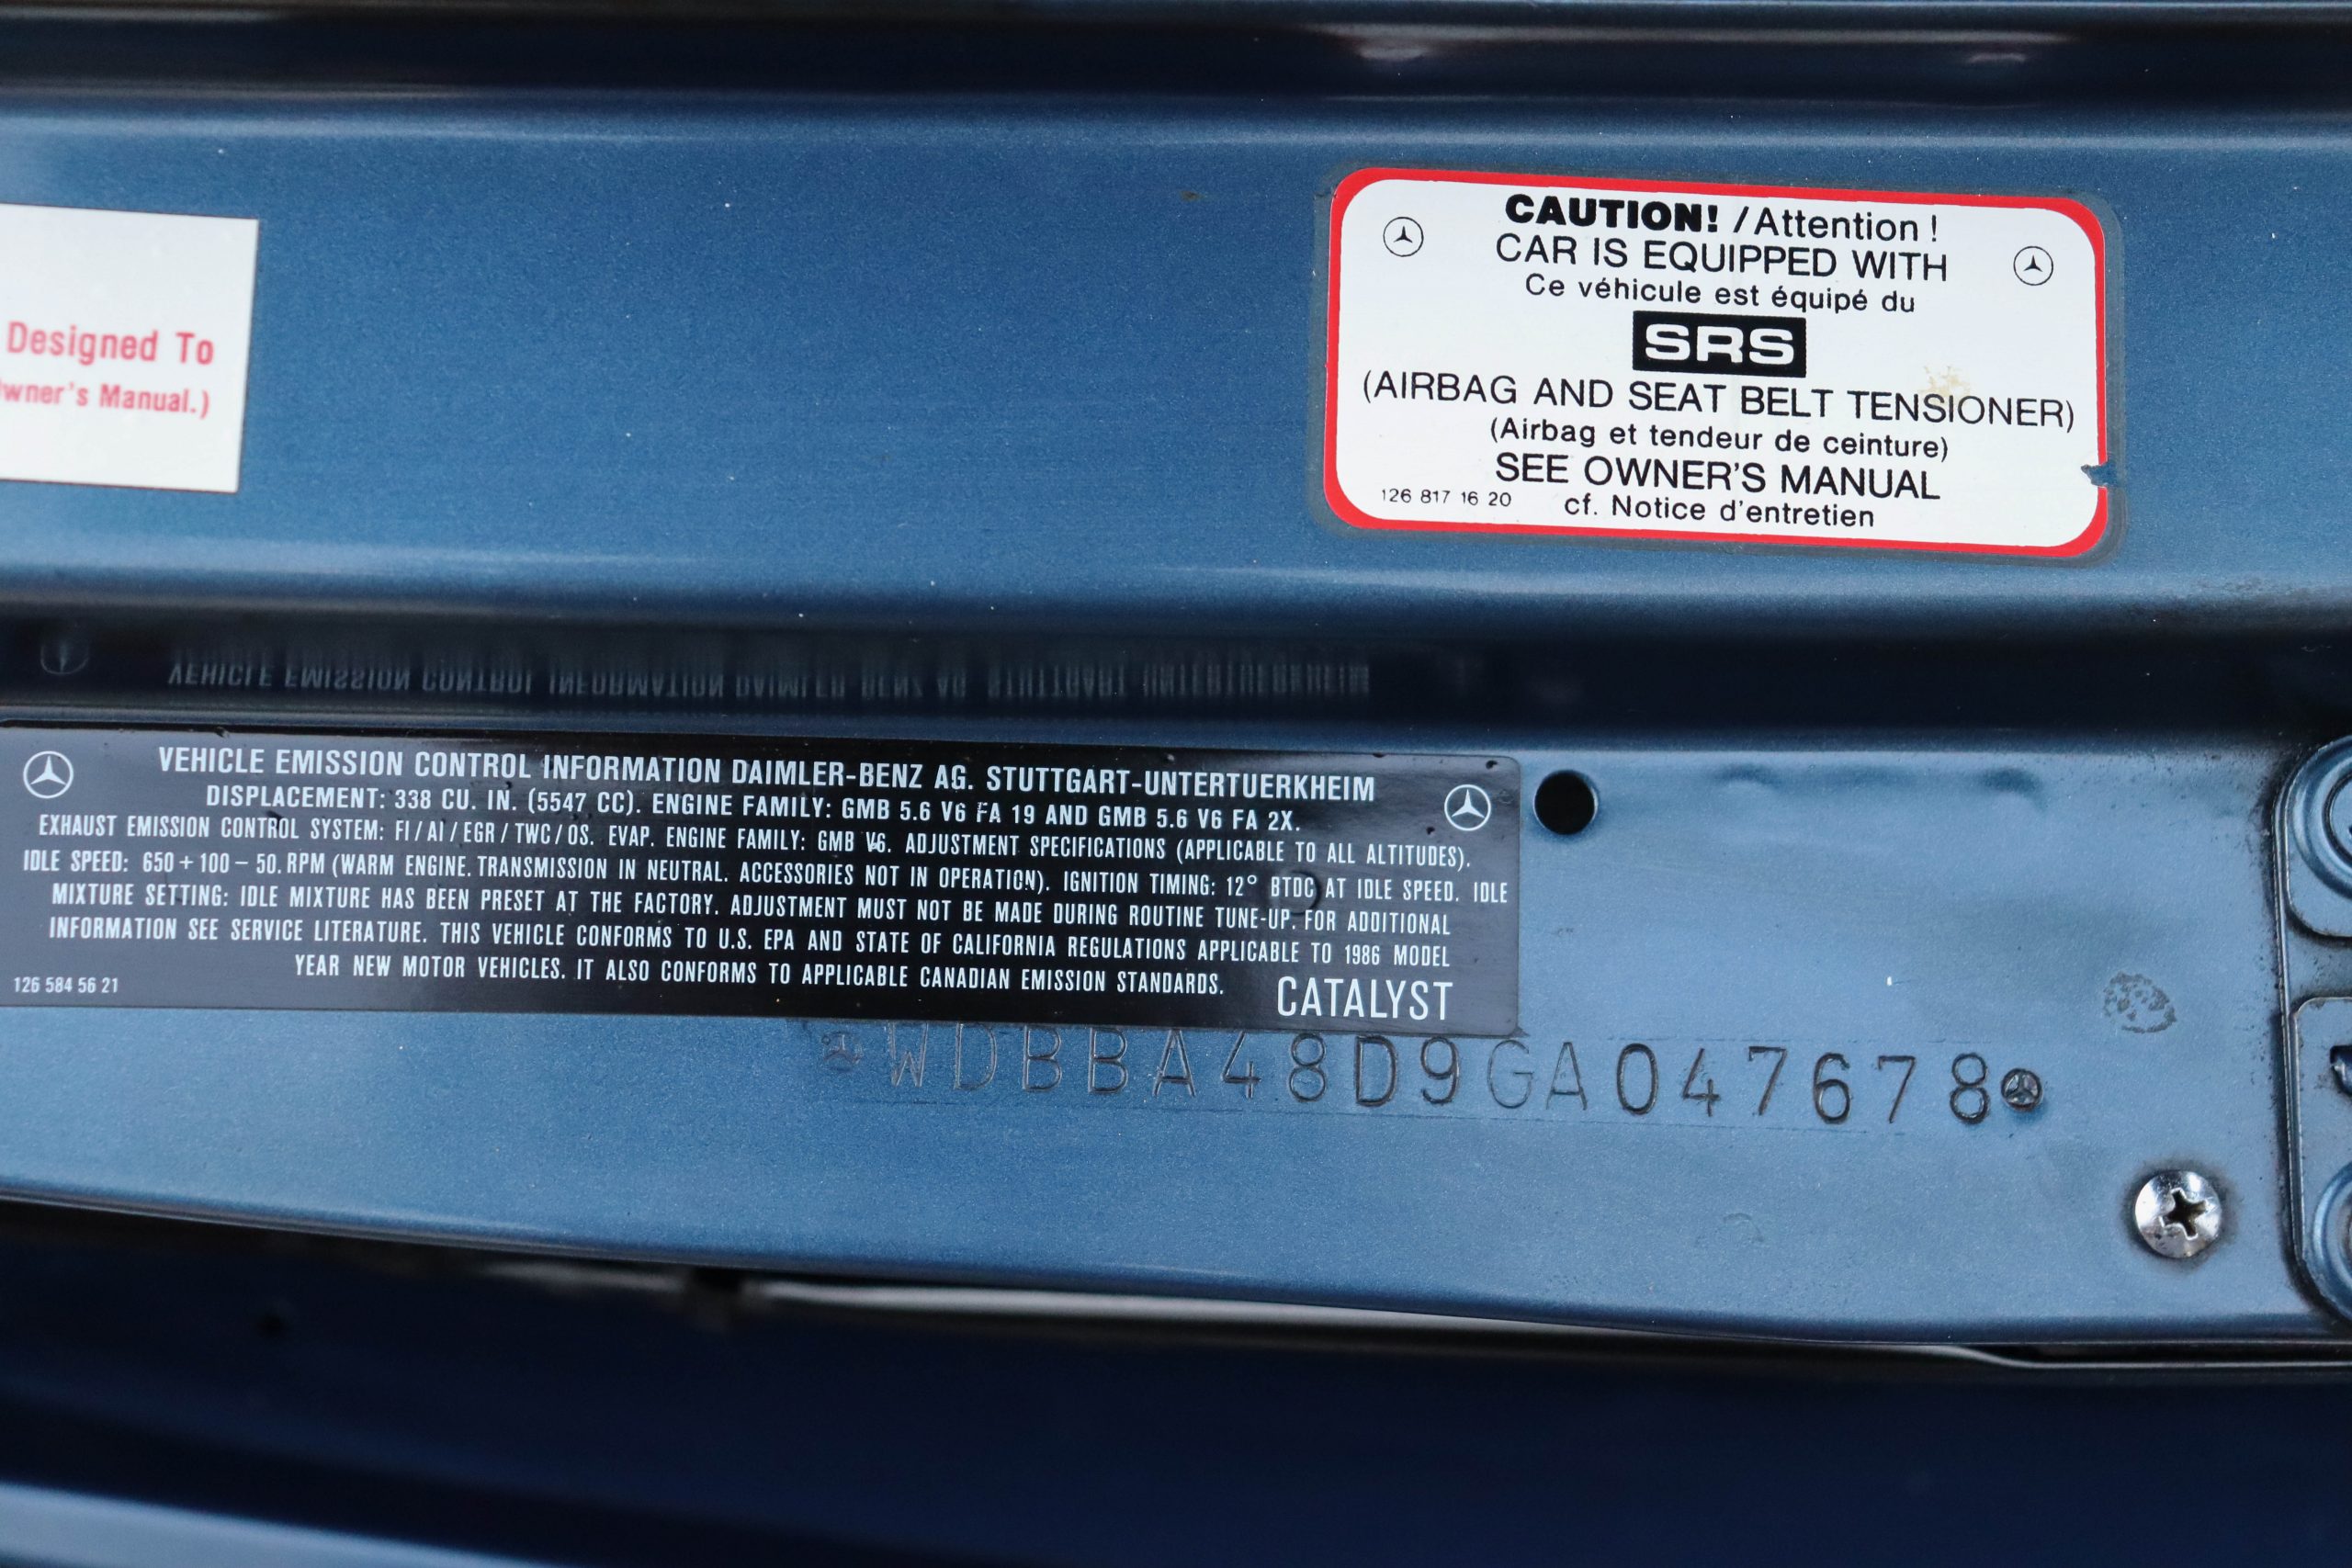 Designed To
Owner's Manual.)
CAUTION! / Attention !
CAR IS EQUIPPED WITH
Ce véhicule est équipé du
SRS
(AIRBAG AND SEAT BELT TENSIONER)
(Airbag et tendeur de ceinture)
SEE OWNER'S MANUAL
126 817 16 20 cf. Notice d'entretien
VEHICLE EMISSION CONTROL INFORMATION DAIMLER-BENZ AG. STUTTGART-UNTERTUERKHEIM
DISPLACEMENT: 338 CU. IN. (5547 CC). ENGINE FAMILY: GMB 5.6 V6 FA 19 AND GMB 5.6 V6 FA 2X.
EXHAUST EMISSION CONTROL SYSTEM: FI/AI/EGR/TWC/OS. EVAP. ENGINE FAMILY: GMB V6. ADJUSTMENT SPECIFICATIONS (APPLICABLE TO ALL ALTITUDES).
IDLE SPEED: 650 + 100 – 50. RPM (WARM ENGINE. TRANSMISSION IN NEUTRAL. ACCESSORIES NOT IN OPERATION). IGNITION TIMING: 12° BTDC AT IDLE SPEED. IDLE
MIXTURE SETTING: IDLE MIXTURE HAS BEEN PRESET AT THE FACTORY. ADJUSTMENT MUST NOT BE MADE DURING ROUTINE TUNE-UP. FOR ADDITIONAL
INFORMATION SEE SERVICE LITERATURE. THIS VEHICLE CONFORMS TO U.S. EPA AND STATE OF CALIFORNIA REGULATIONS APPLICABLE TO 1986 MODEL
YEAR NEW MOTOR VEHICLES. IT ALSO CONFORMS TO APPLICABLE CANADIAN EMISSION STANDARDS.
126 584 56 21 CATALYST
WDBBA48D9GA047678